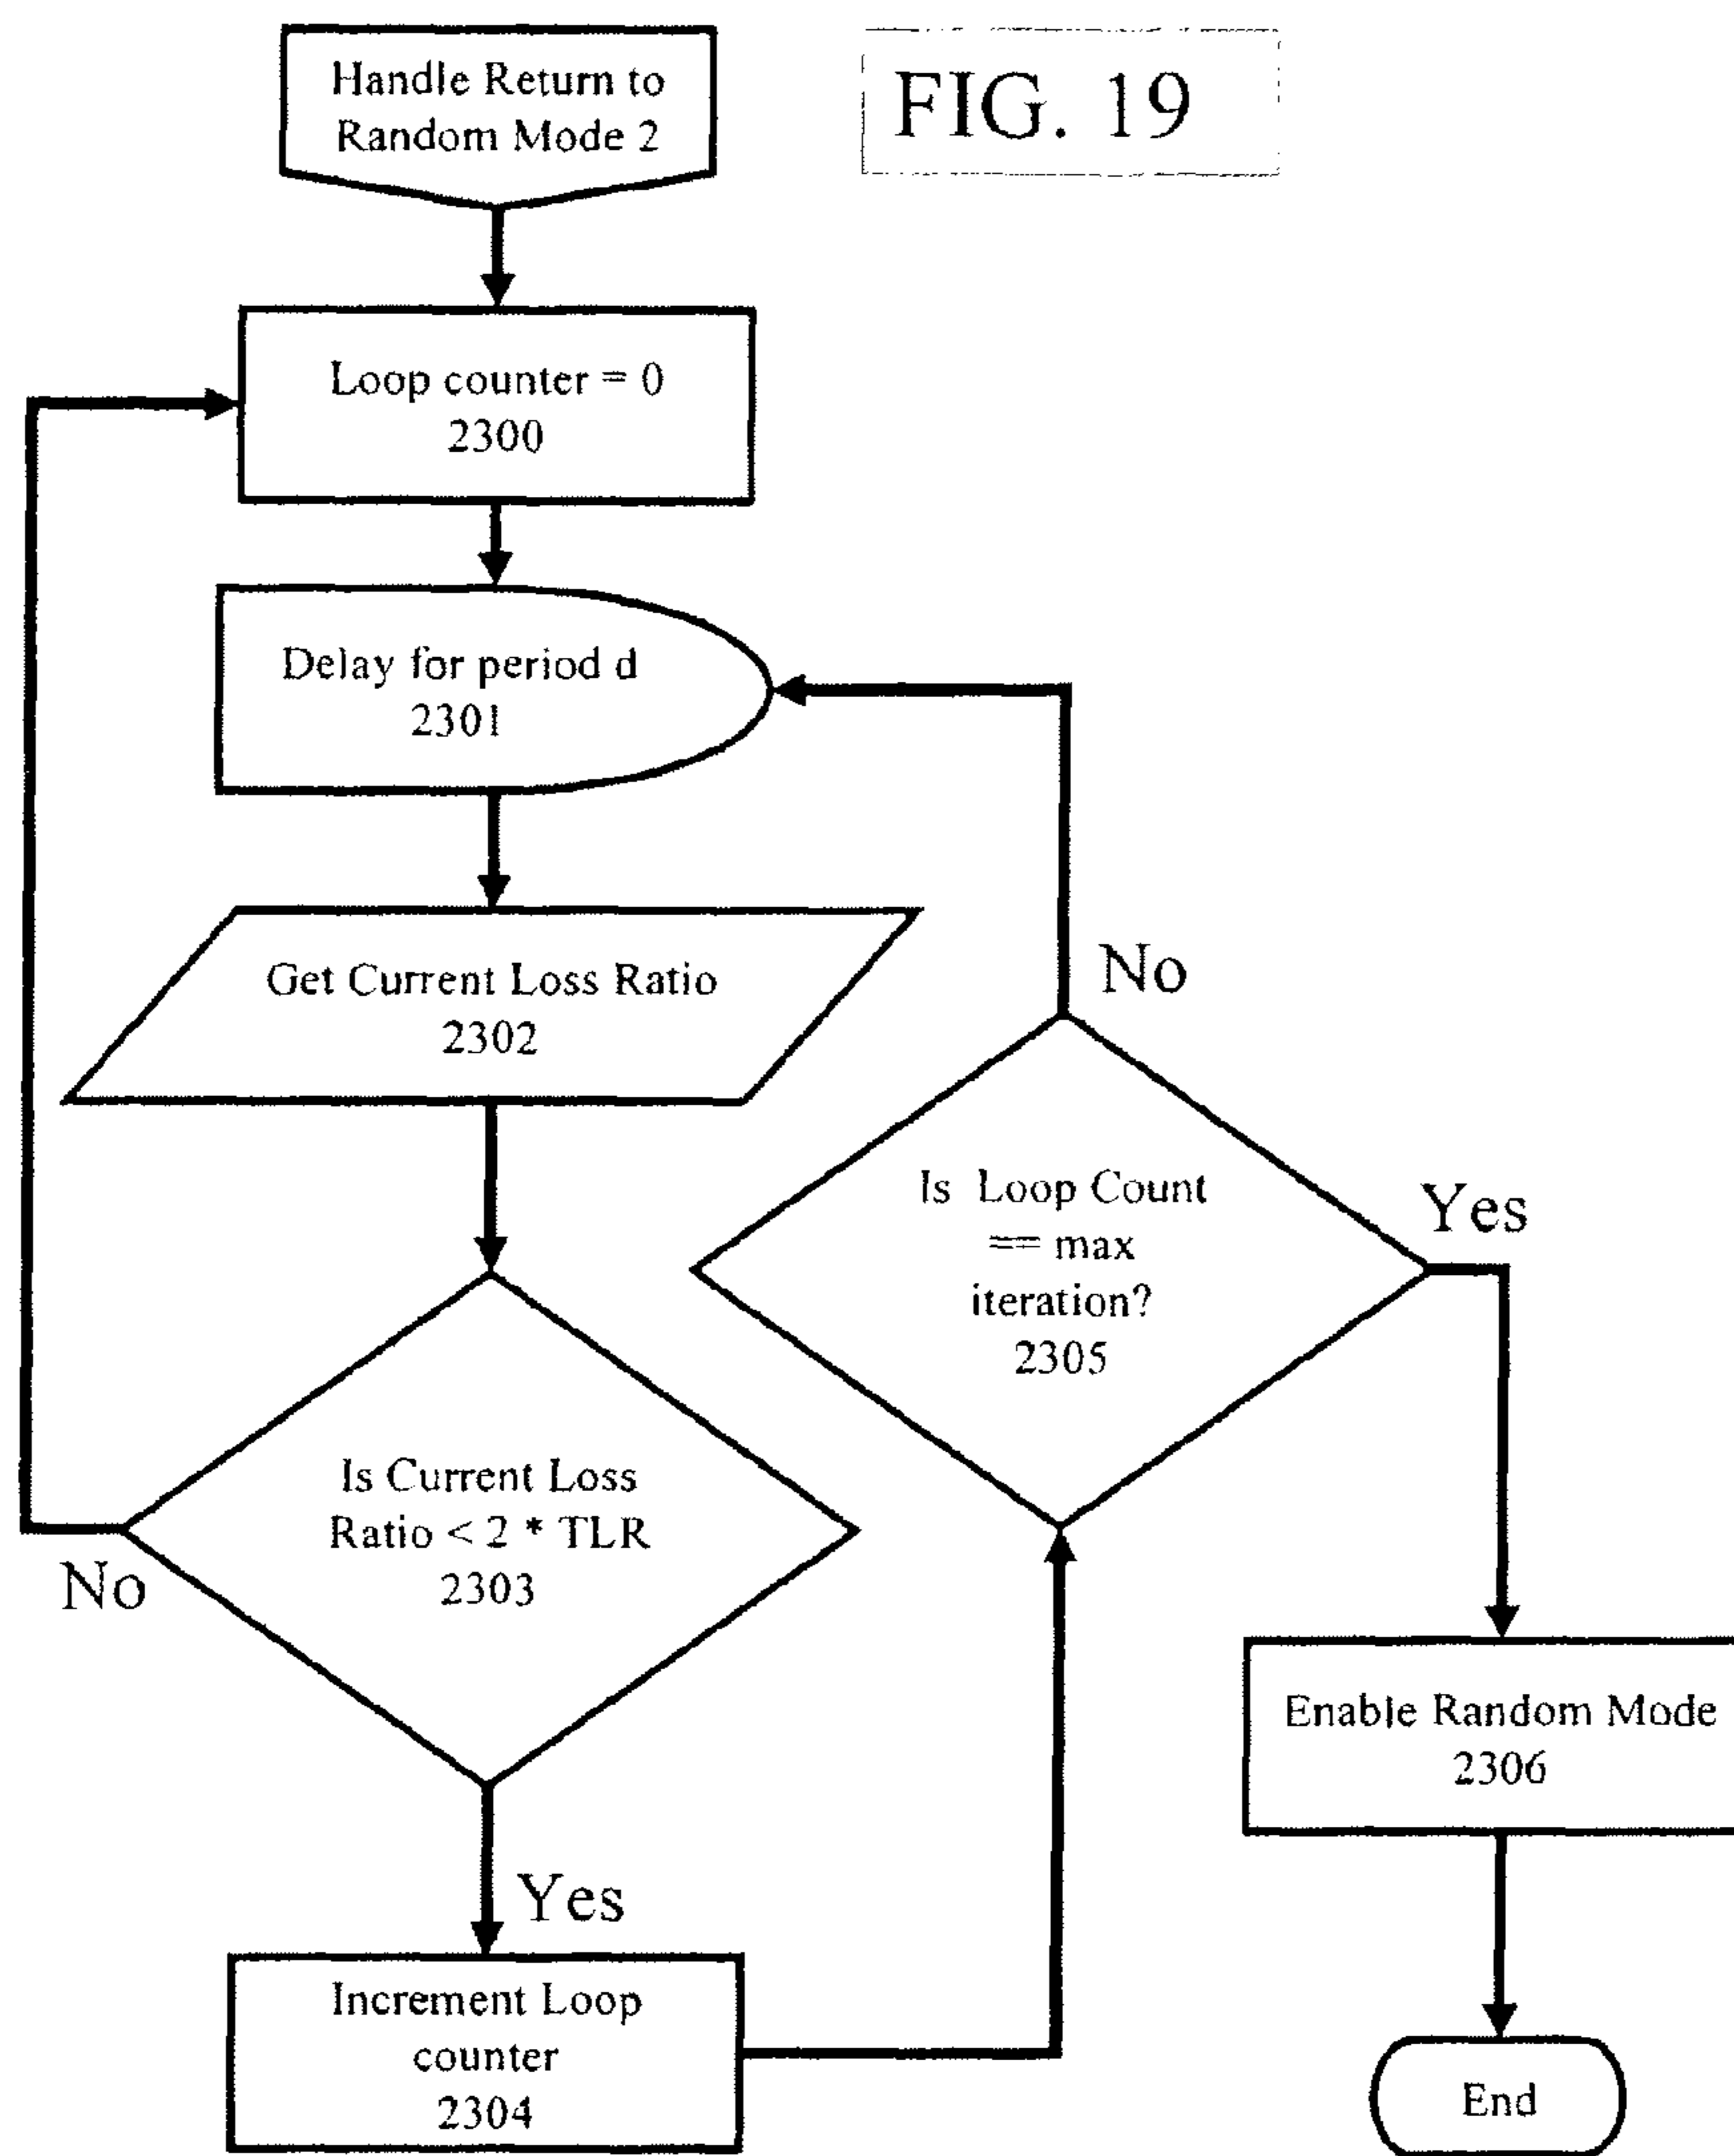 Handle Return to
Random Mode 2
FIG. 19
Loop counter = 0
2300
Delay for period d
2301
Get Current Loss Ratio
2302
No
Is Loop Count
== max
iteration?
2305
Yes
Is Current Loss
Ratio < 2 * TLR
2303
No
Enable Random Mode
2306
Yes
Increment Loop
counter
2304
End